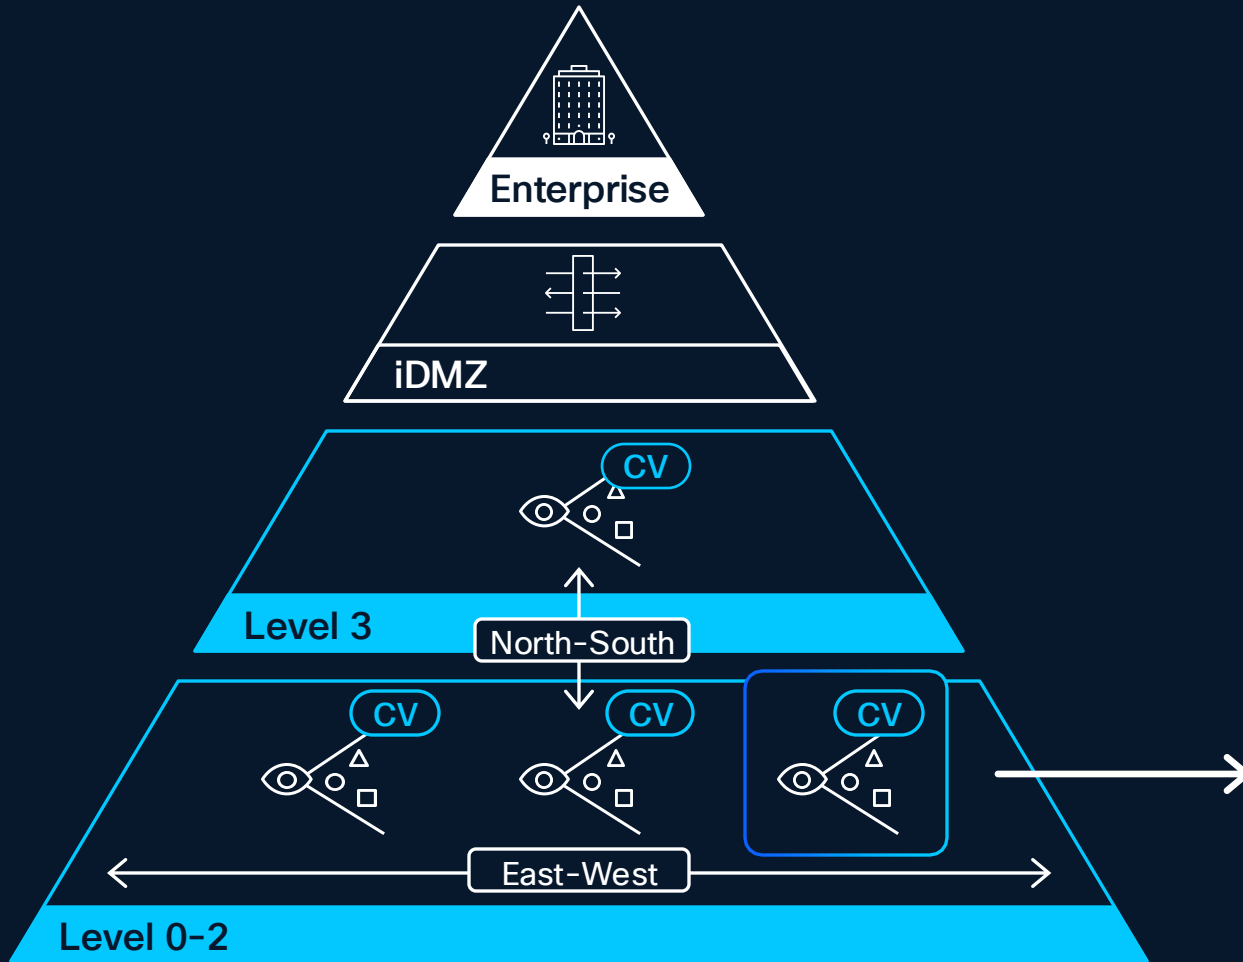 Enterprise
iDMZ
CV
Level 3
North-South
CV
CV
CV
East-West
Level 0-2